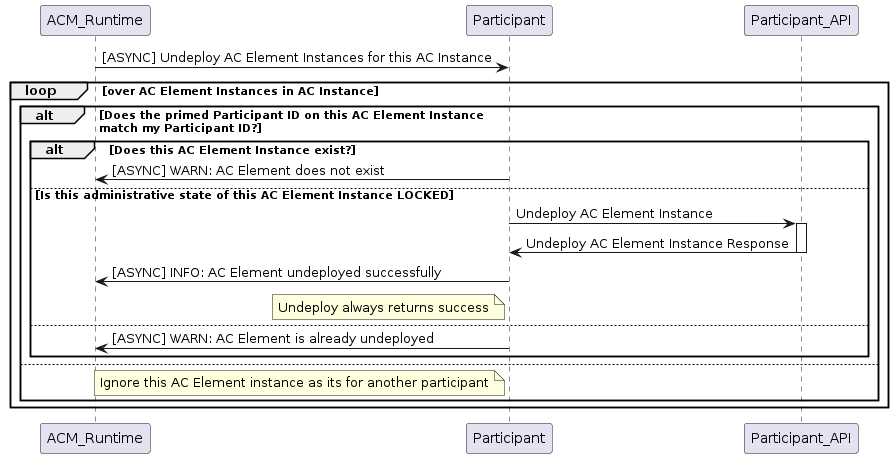 ACM_Runtime
Participant
Participant_API
[ASYNC] Undeploy AC Element Instances for this AC Instance
loop
[over AC Element Instances in AC Instance]
alt
[Does the primed Participant ID on this AC Element Instance
match my Participant ID?]
alt
[Does this AC Element Instance exist?]
[ASYNC] WARN: AC Element does not exist
[Is this administrative state of this AC Element Instance LOCKED]
Undeploy AC Element Instance
Undeploy AC Element Instance Response
[ASYNC] INFO: AC Element undeployed successfully
Undeploy always returns success
[ASYNC] WARN: AC Element is already undeployed
Ignore this AC Element instance as its for another participant
ACM_Runtime
Participant
Participant_API